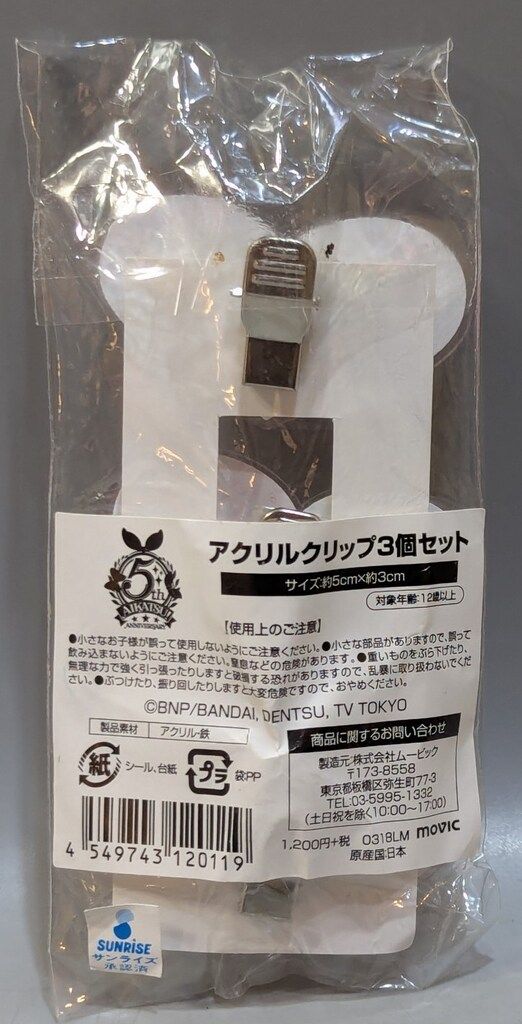 アクリルクリップ3個セット
サイズ:約5cm×約3cm
対象年齢:12歳以上
5th
AIKATSU!
ANNIVERSARY
【使用上のご注意】
●小さなお子様が誤って使用しないようにご注意ください。●小さな部品がありますので、誤って
飲み込まないようにご注意ください。窒息などの危険があります。●重いものをぶら下げたり、
無理な力で強く引っ張ったりしますと破損する恐れがありますので、乱暴に取り扱わないでくだ
さい。●ぶつけたり、振り回したりしますと大変危険ですので、おやめください。
©BNP/BANDAI, DENTSU, TV TOKYO
製品素材 アクリル・鉄
紙 シール、台紙
プラ 袋:PP
商品に関するお問い合わせ
製造元:株式会社ムービック
〒173-8558
東京都板橋区弥生町77-3
TEL:03-5995-1332
(土日祝を除く10:00～17:00)
4 549743 120119
1,200円+税 0318LM movic
原産国:日本
SUNRISE
サンライズ
承認済